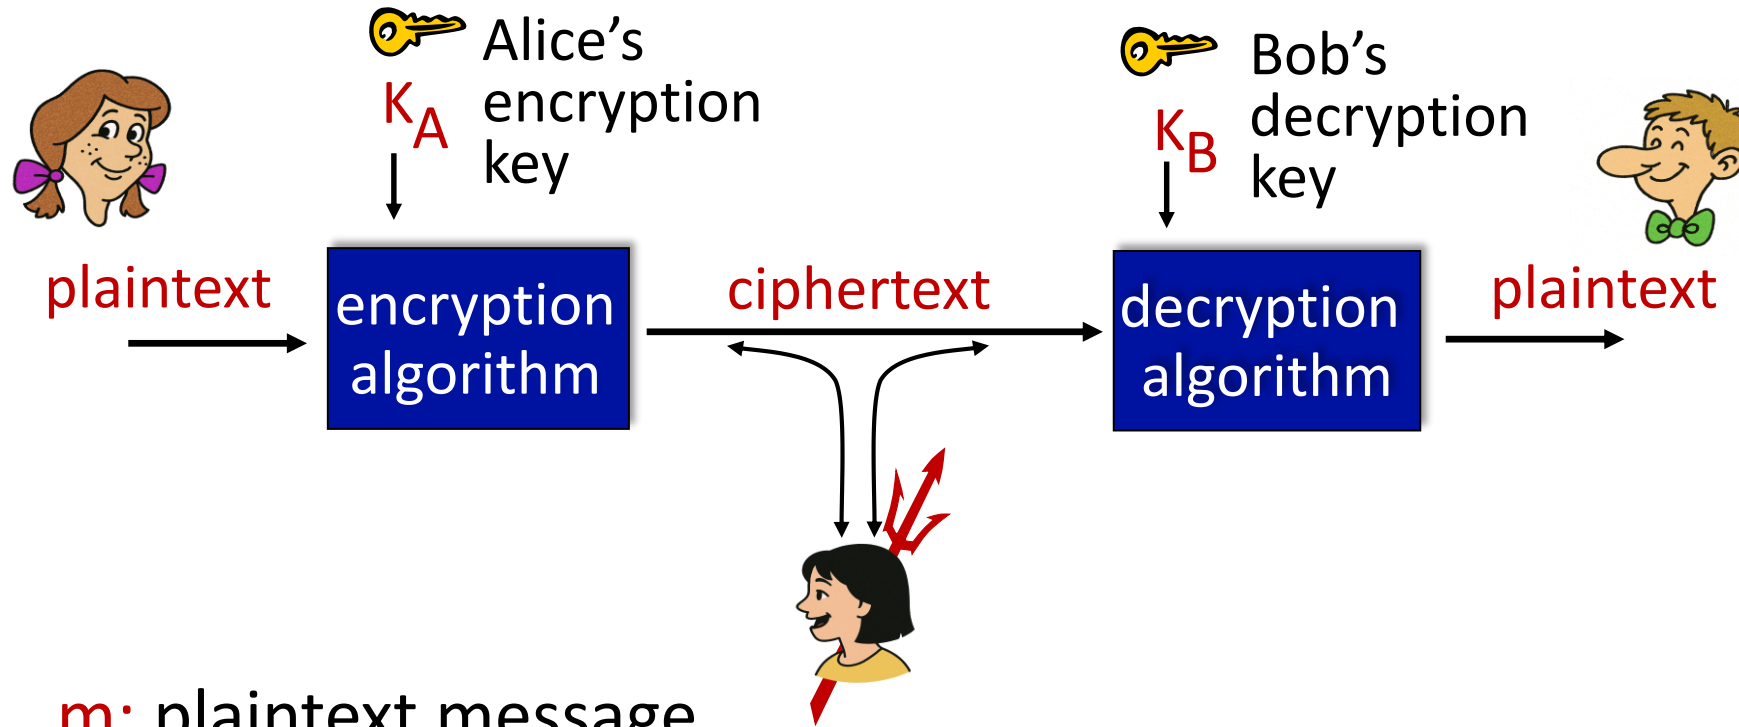 Alice’s
encryption
key
K
A
Bob’s
decryption
key
K
B
plaintext
encryption
algorithm
ciphertext
decryption
algorithm
plaintext
m: plaintext message